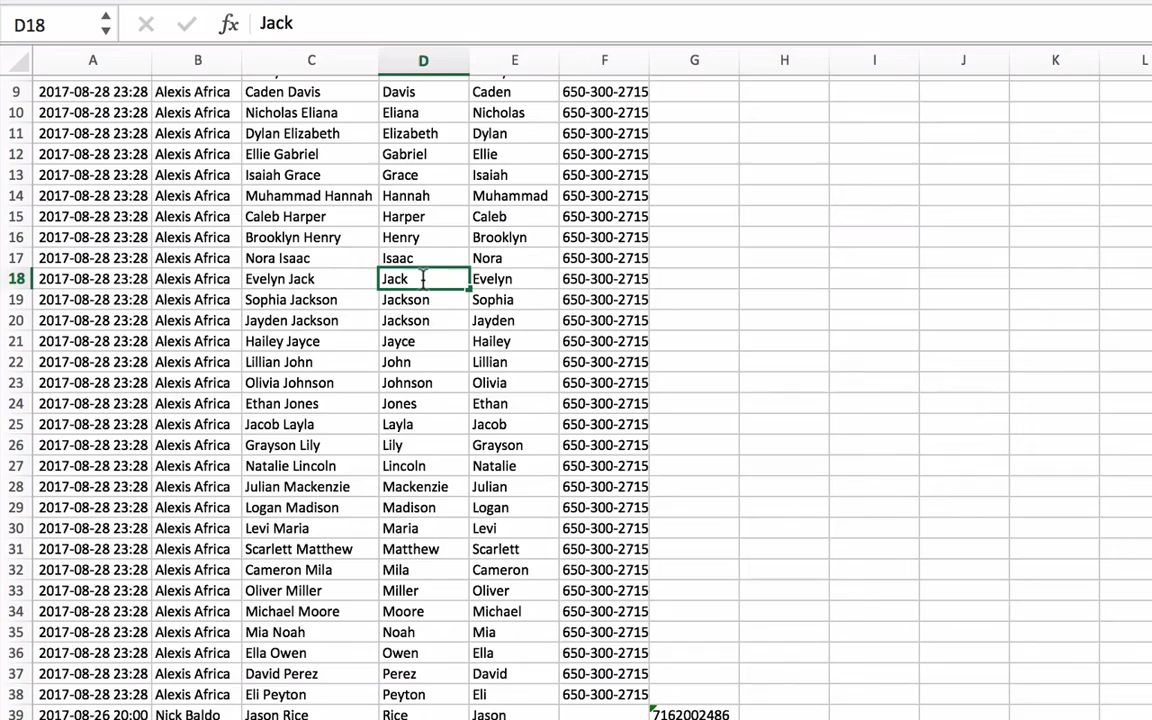 D18 fx Jack
A B C D E F G H I J K L
9 2017-08-28 23:28 Alexis Africa Caden Davis Davis Caden 650-300-2715
10 2017-08-28 23:28 Alexis Africa Nicholas Eliana Eliana Nicholas 650-300-2715
11 2017-08-28 23:28 Alexis Africa Dylan Elizabeth Elizabeth Dylan 650-300-2715
12 2017-08-28 23:28 Alexis Africa Ellie Gabriel Gabriel Ellie 650-300-2715
13 2017-08-28 23:28 Alexis Africa Isaiah Grace Grace Isaiah 650-300-2715
14 2017-08-28 23:28 Alexis Africa Muhammad Hannah Hannah Muhammad 650-300-2715
15 2017-08-28 23:28 Alexis Africa Caleb Harper Harper Caleb 650-300-2715
16 2017-08-28 23:28 Alexis Africa Brooklyn Henry Henry Brooklyn 650-300-2715
17 2017-08-28 23:28 Alexis Africa Nora Isaac Isaac Nora 650-300-2715
18 2017-08-28 23:28 Alexis Africa Evelyn Jack Jack Evelyn 650-300-2715
19 2017-08-28 23:28 Alexis Africa Sophia Jackson Jackson Sophia 650-300-2715
20 2017-08-28 23:28 Alexis Africa Jayden Jackson Jackson Jayden 650-300-2715
21 2017-08-28 23:28 Alexis Africa Hailey Jayce Jayce Hailey 650-300-2715
22 2017-08-28 23:28 Alexis Africa Lillian John John Lillian 650-300-2715
23 2017-08-28 23:28 Alexis Africa Olivia Johnson Johnson Olivia 650-300-2715
24 2017-08-28 23:28 Alexis Africa Ethan Jones Jones Ethan 650-300-2715
25 2017-08-28 23:28 Alexis Africa Jacob Layla Layla Jacob 650-300-2715
26 2017-08-28 23:28 Alexis Africa Grayson Lily Lily Grayson 650-300-2715
27 2017-08-28 23:28 Alexis Africa Natalie Lincoln Lincoln Natalie 650-300-2715
28 2017-08-28 23:28 Alexis Africa Julian Mackenzie Mackenzie Julian 650-300-2715
29 2017-08-28 23:28 Alexis Africa Logan Madison Madison Logan 650-300-2715
30 2017-08-28 23:28 Alexis Africa Levi Maria Maria Levi 650-300-2715
31 2017-08-28 23:28 Alexis Africa Scarlett Matthew Matthew Scarlett 650-300-2715
32 2017-08-28 23:28 Alexis Africa Cameron Mila Mila Cameron 650-300-2715
33 2017-08-28 23:28 Alexis Africa Oliver Miller Miller Oliver 650-300-2715
34 2017-08-28 23:28 Alexis Africa Michael Moore Moore Michael 650-300-2715
35 2017-08-28 23:28 Alexis Africa Mia Noah Noah Mia 650-300-2715
36 2017-08-28 23:28 Alexis Africa Ella Owen Owen Ella 650-300-2715
37 2017-08-28 23:28 Alexis Africa David Perez Perez David 650-300-2715
38 2017-08-28 23:28 Alexis Africa Eli Peyton Peyton Eli 650-300-2715
39 2017-08-26 20:00 Nick Baldo Jason Rice Rice Jason 7162002486